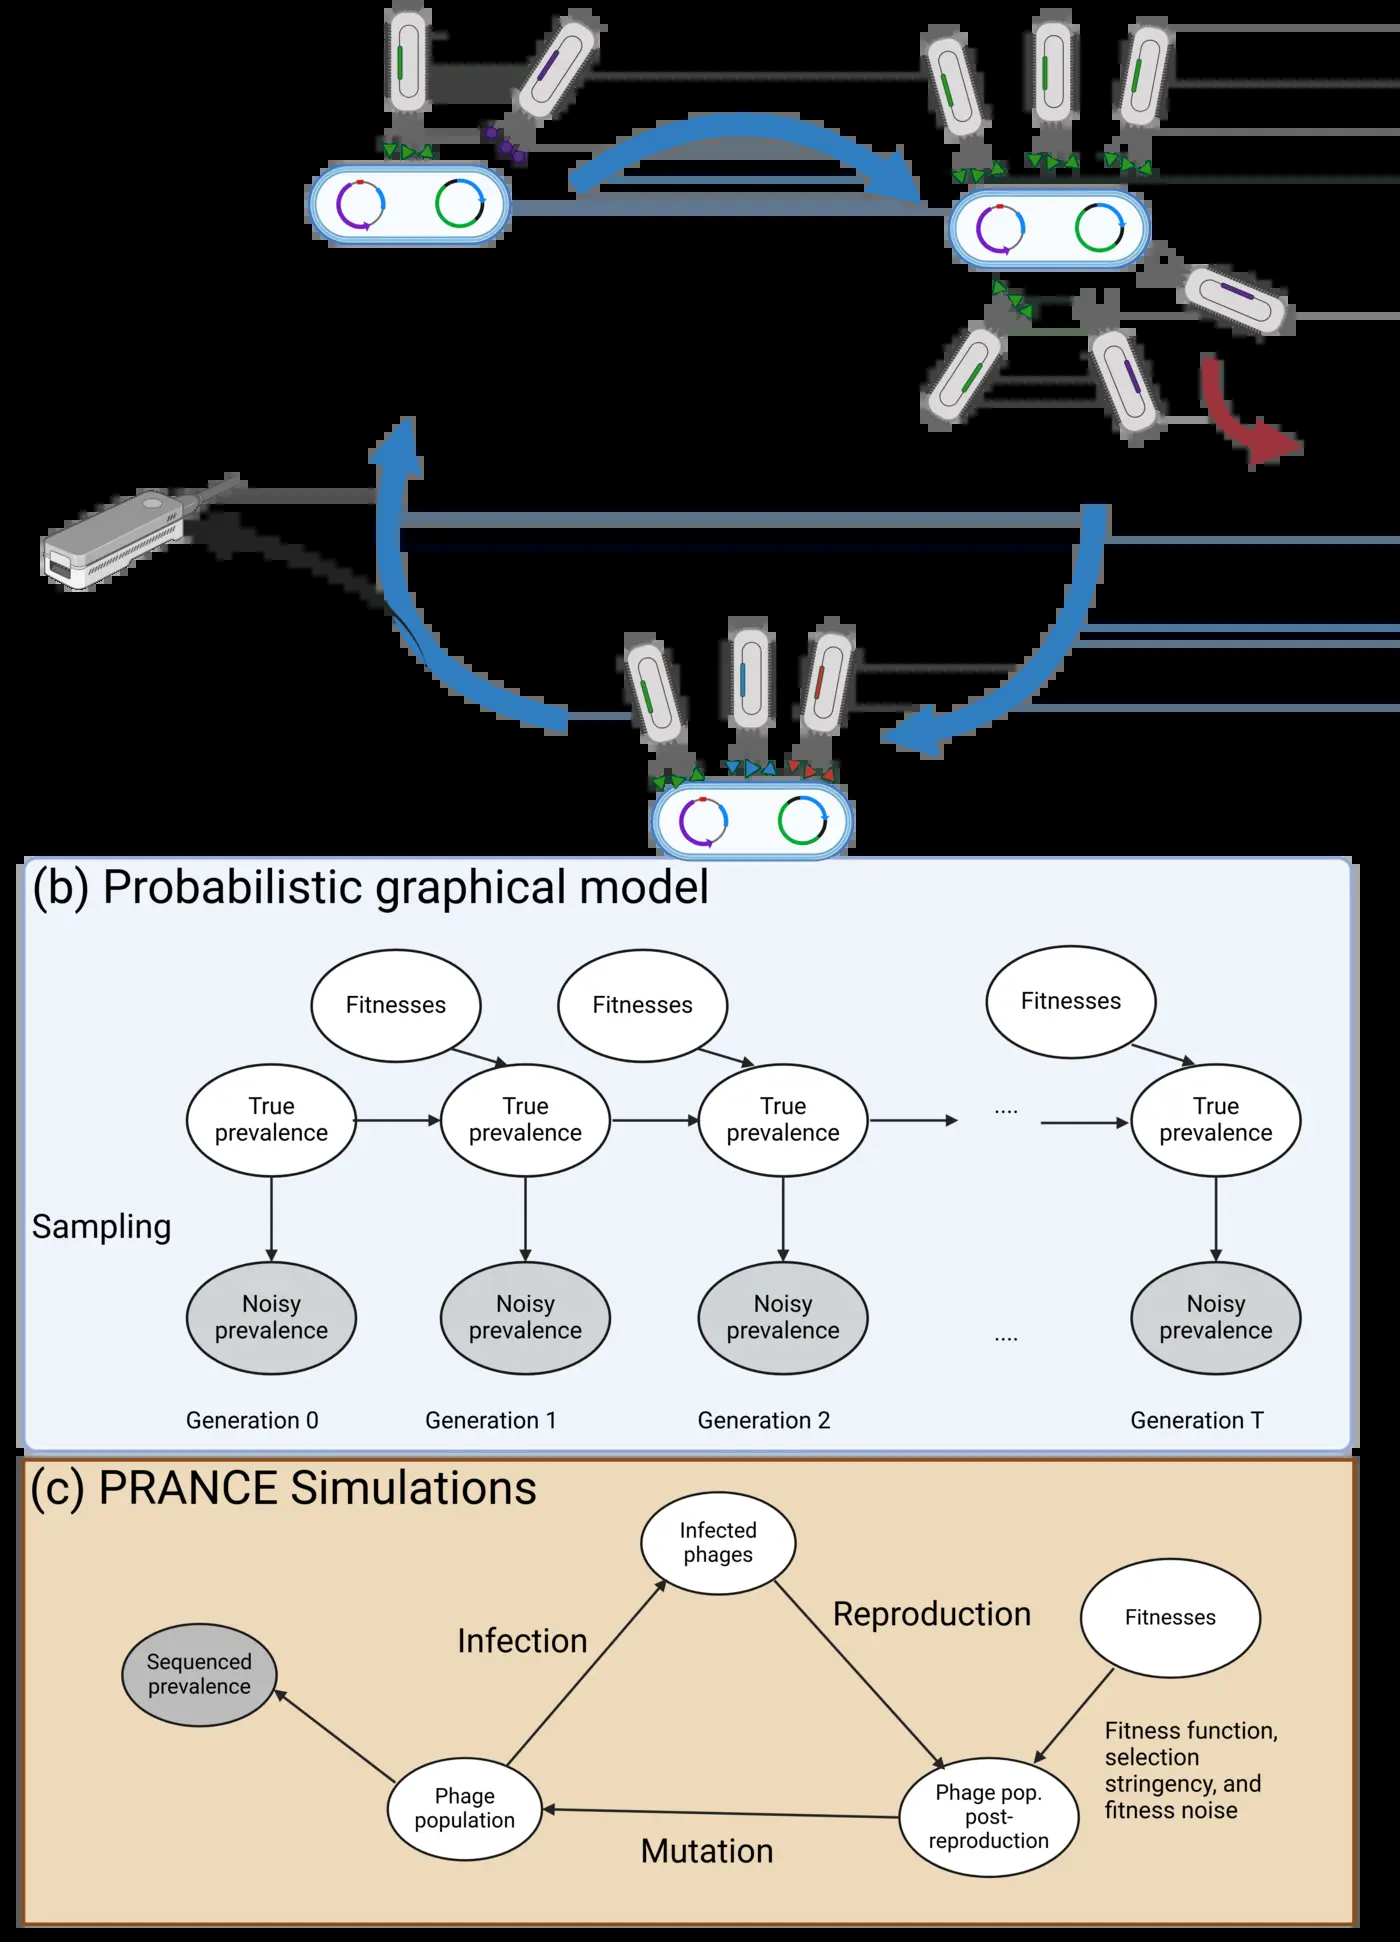 (b) Probabilistic graphical model
Fitnesses
Fitnesses
Fitnesses
True
prevalence
True
prevalence
True
prevalence
....
True
prevalence
Sampling
Noisy
prevalence
Noisy
prevalence
Noisy
prevalence
....
Noisy
prevalence
Generation 0
Generation 1
Generation 2
Generation T
(c) PRANCE Simulations
Infected
phages
Reproduction
Fitnesses
Infection
Sequenced
prevalence
Fitness function,
selection
stringency, and
fitness noise
Phage
population
Phage pop.
post-
reproduction
Mutation